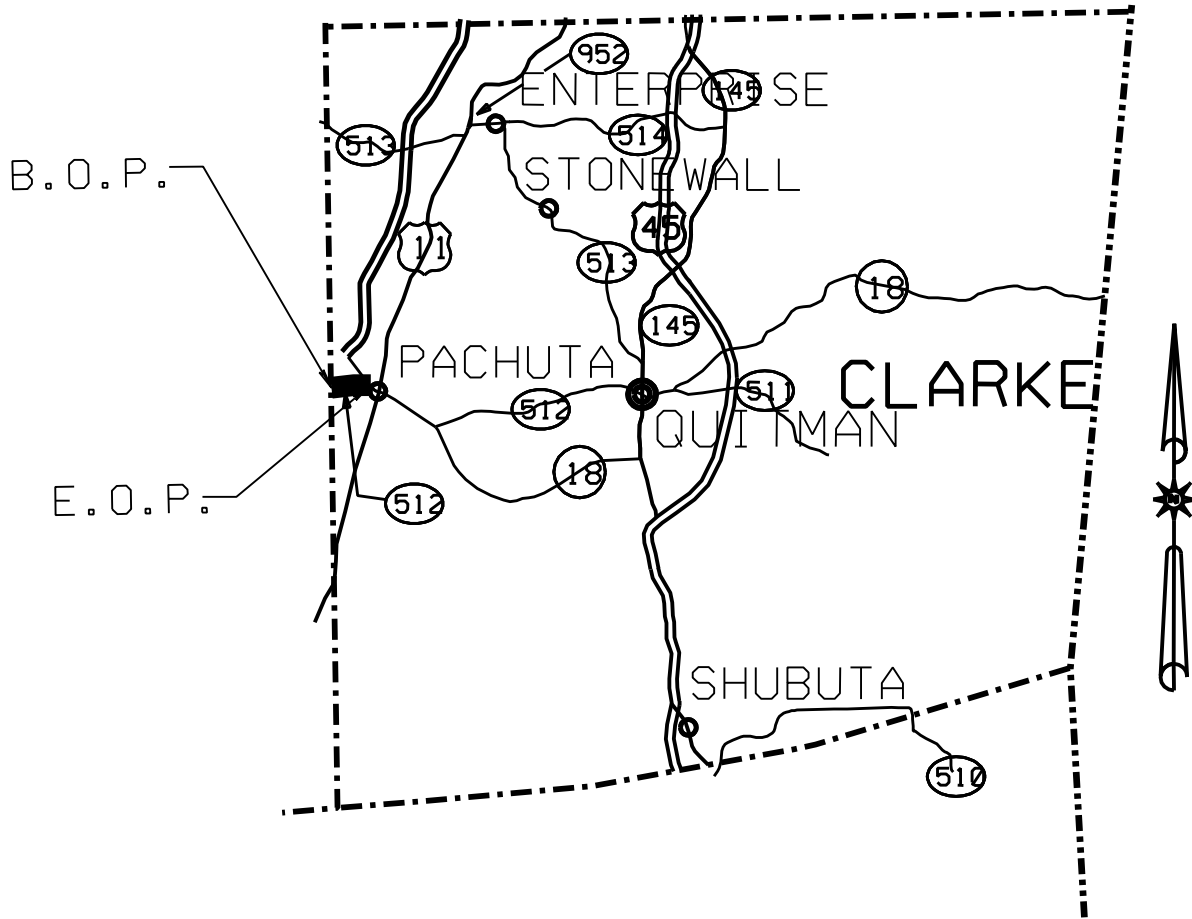 952
ENTERPRISE
145
513
514
B.O.P.
STONEWALL
45
11
513
18
145
PACHUTA
CLARKE
511
512
QUITMAN
18
E.O.P.
512
SHUBUTA
510